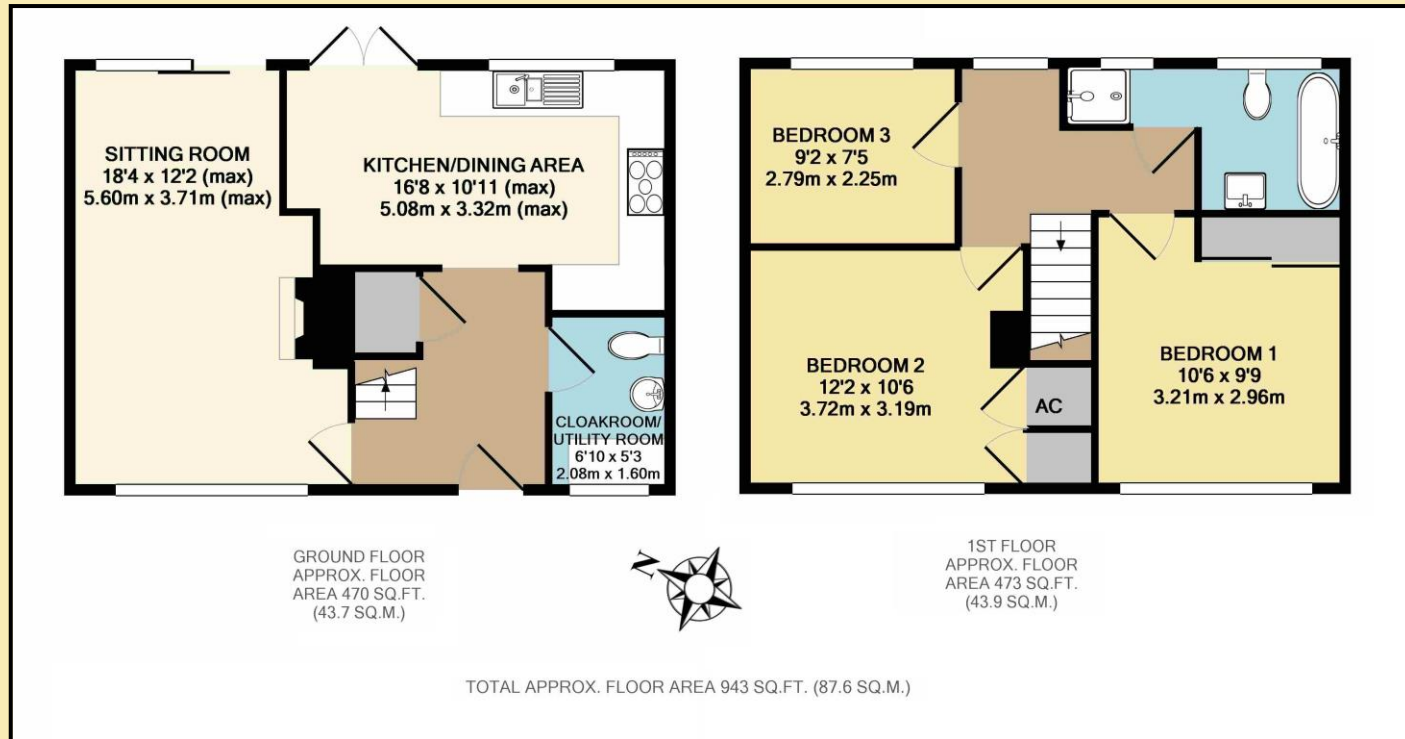 SITTING ROOM
18'4 x 12'2 (max)
5.60m x 3.71m (max)
KITCHEN/DINING AREA
16'8 x 10'11 (max)
5.08m x 3.32m (max)
CLOAKROOM/
UTILITY ROOM
6'10 x 5'3
2.08m x 1.60m
BEDROOM 3
9'2 x 7'5
2.79m x 2.25m
BEDROOM 2
12'2 x 10'6
3.72m x 3.19m
AC
BEDROOM 1
10'6 x 9'9
3.21m x 2.96m
GROUND FLOOR
APPROX. FLOOR
AREA 470 SQ.FT.
(43.7 SQ.M.)
N
1ST FLOOR
APPROX. FLOOR
AREA 473 SQ.FT.
(43.9 SQ.M.)
TOTAL APPROX. FLOOR AREA 943 SQ.FT. (87.6 SQ.M.)